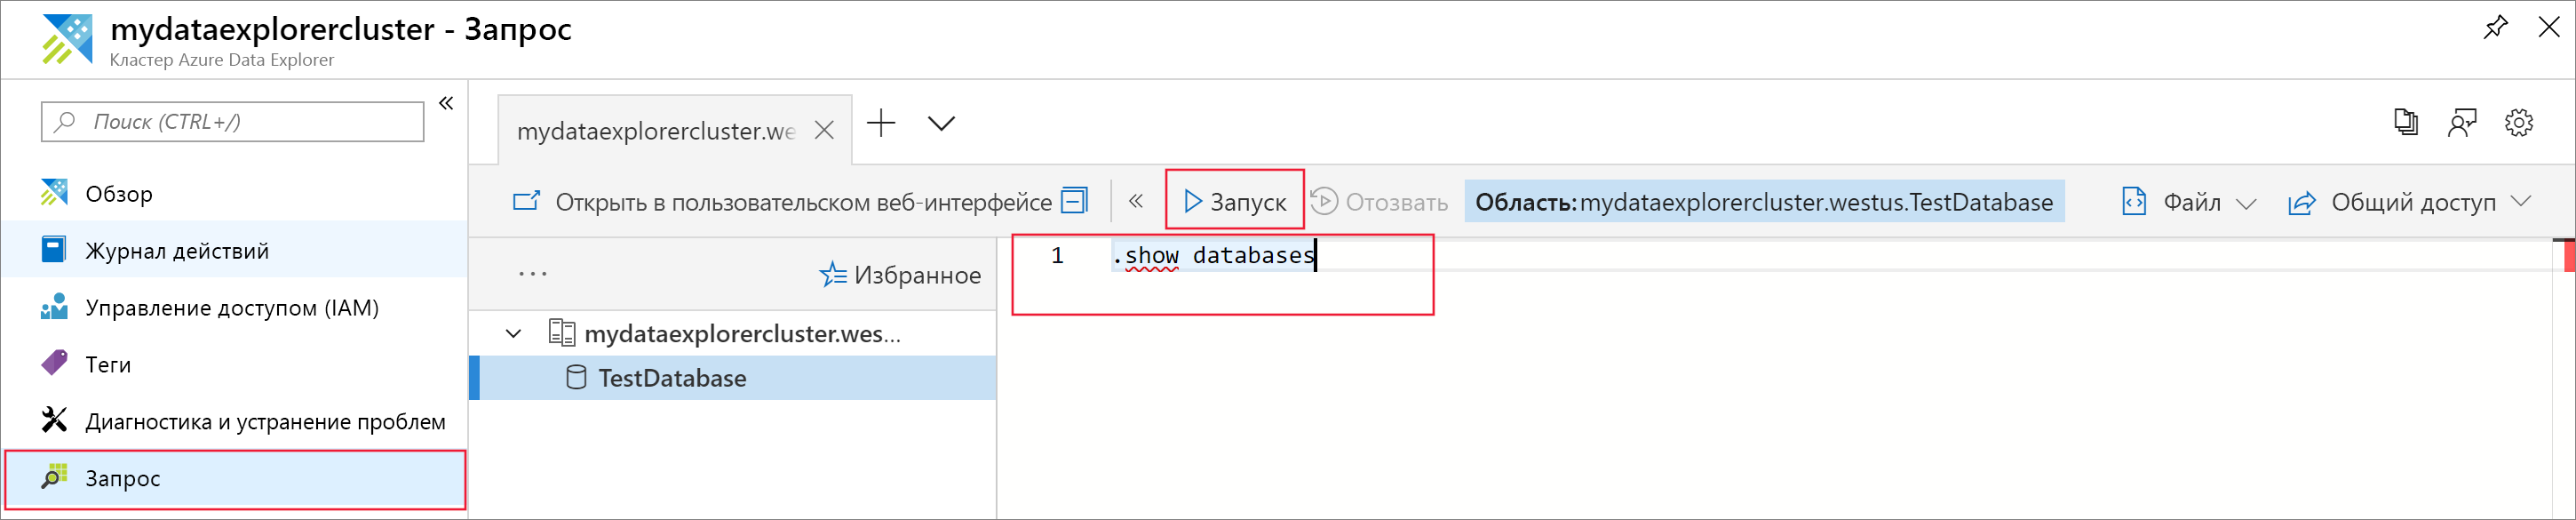 mydataexplorercluster - Запрос
Кластер Azure Data Explorer
Поиск (CTRL+/)
Обзор
Журнал действий
Управление доступом (IAM)
Теги
Диагностика и устранение проблем
Запрос
mydataexplorercluster.we
Открыть в пользовательском веб-интерфейсе
Запуск
Отозвать
Область: mydataexplorercluster.westus.TestDatabase
Файл
Общий доступ
... Избранное
mydataexplorercluster.wes...
TestDatabase
1 .show databases